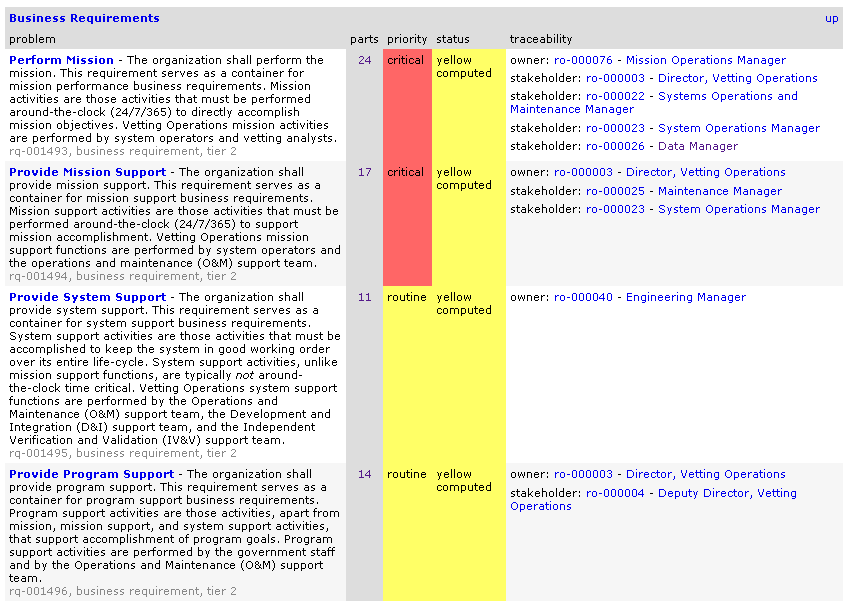 Business Requirements up
problem parts priority status traceability
Perform Mission - The organization shall perform the
mission. This requirement serves as a container for
mission performance business requirements. Mission
activities are those activities that must be performed
around-the-clock (24/7/365) to directly accomplish
mission objectives. Vetting Operations mission activities
are performed by system operators and vetting analysts.
rq-001493, business requirement, tier 2
24
critical
yellow
computed
owner: ro-000076 - Mission Operations Manager
stakeholder: ro-000003 - Director, Vetting Operations
stakeholder: ro-000022 - Systems Operations and
Maintenance Manager
stakeholder: ro-000023 - System Operations Manager
stakeholder: ro-000026 - Data Manager
Provide Mission Support - The organization shall
provide mission support. This requirement serves as a
container for mission support business requirements.
Mission support activities are those activities that must be
performed around-the-clock (24/7/365) to support
mission accomplishment. Vetting Operations mission
support functions are performed by system operators and
the operations and maintenance (O&M) support team.
rq-001494, business requirement, tier 2
17
critical
yellow
computed
owner: ro-000003 - Director, Vetting Operations
stakeholder: ro-000025 - Maintenance Manager
stakeholder: ro-000023 - System Operations Manager
Provide System Support - The organization shall
provide system support. This requirement serves as a
container for system support business requirements.
System support activities are those activities that must be
accomplished to keep the system in good working order
over its entire life-cycle. System support activities, unlike
mission support functions, are typically not around-
the-clock time critical. Vetting Operations system support
functions are performed by the Operations and
Maintenance (O&M) support team, the Development and
Integration (D&I) support team, and the Independent
Verification and Validation (IV&V) support team.
rq-001495, business requirement, tier 2
11
routine
yellow
computed
owner: ro-000040 - Engineering Manager
Provide Program Support - The organization shall
provide program support. This requirement serves as a
container for program support business requirements.
Program support activities are those activities, apart from
mission, mission support, and system support activities,
that support accomplishment of program goals. Program
support activities are performed by the government staff
and by the Operations and Maintenance (O&M) support
team.
rq-001496, business requirement, tier 2
14
routine
yellow
computed
owner: ro-000003 - Director, Vetting Operations
stakeholder: ro-000004 - Deputy Director, Vetting
Operations